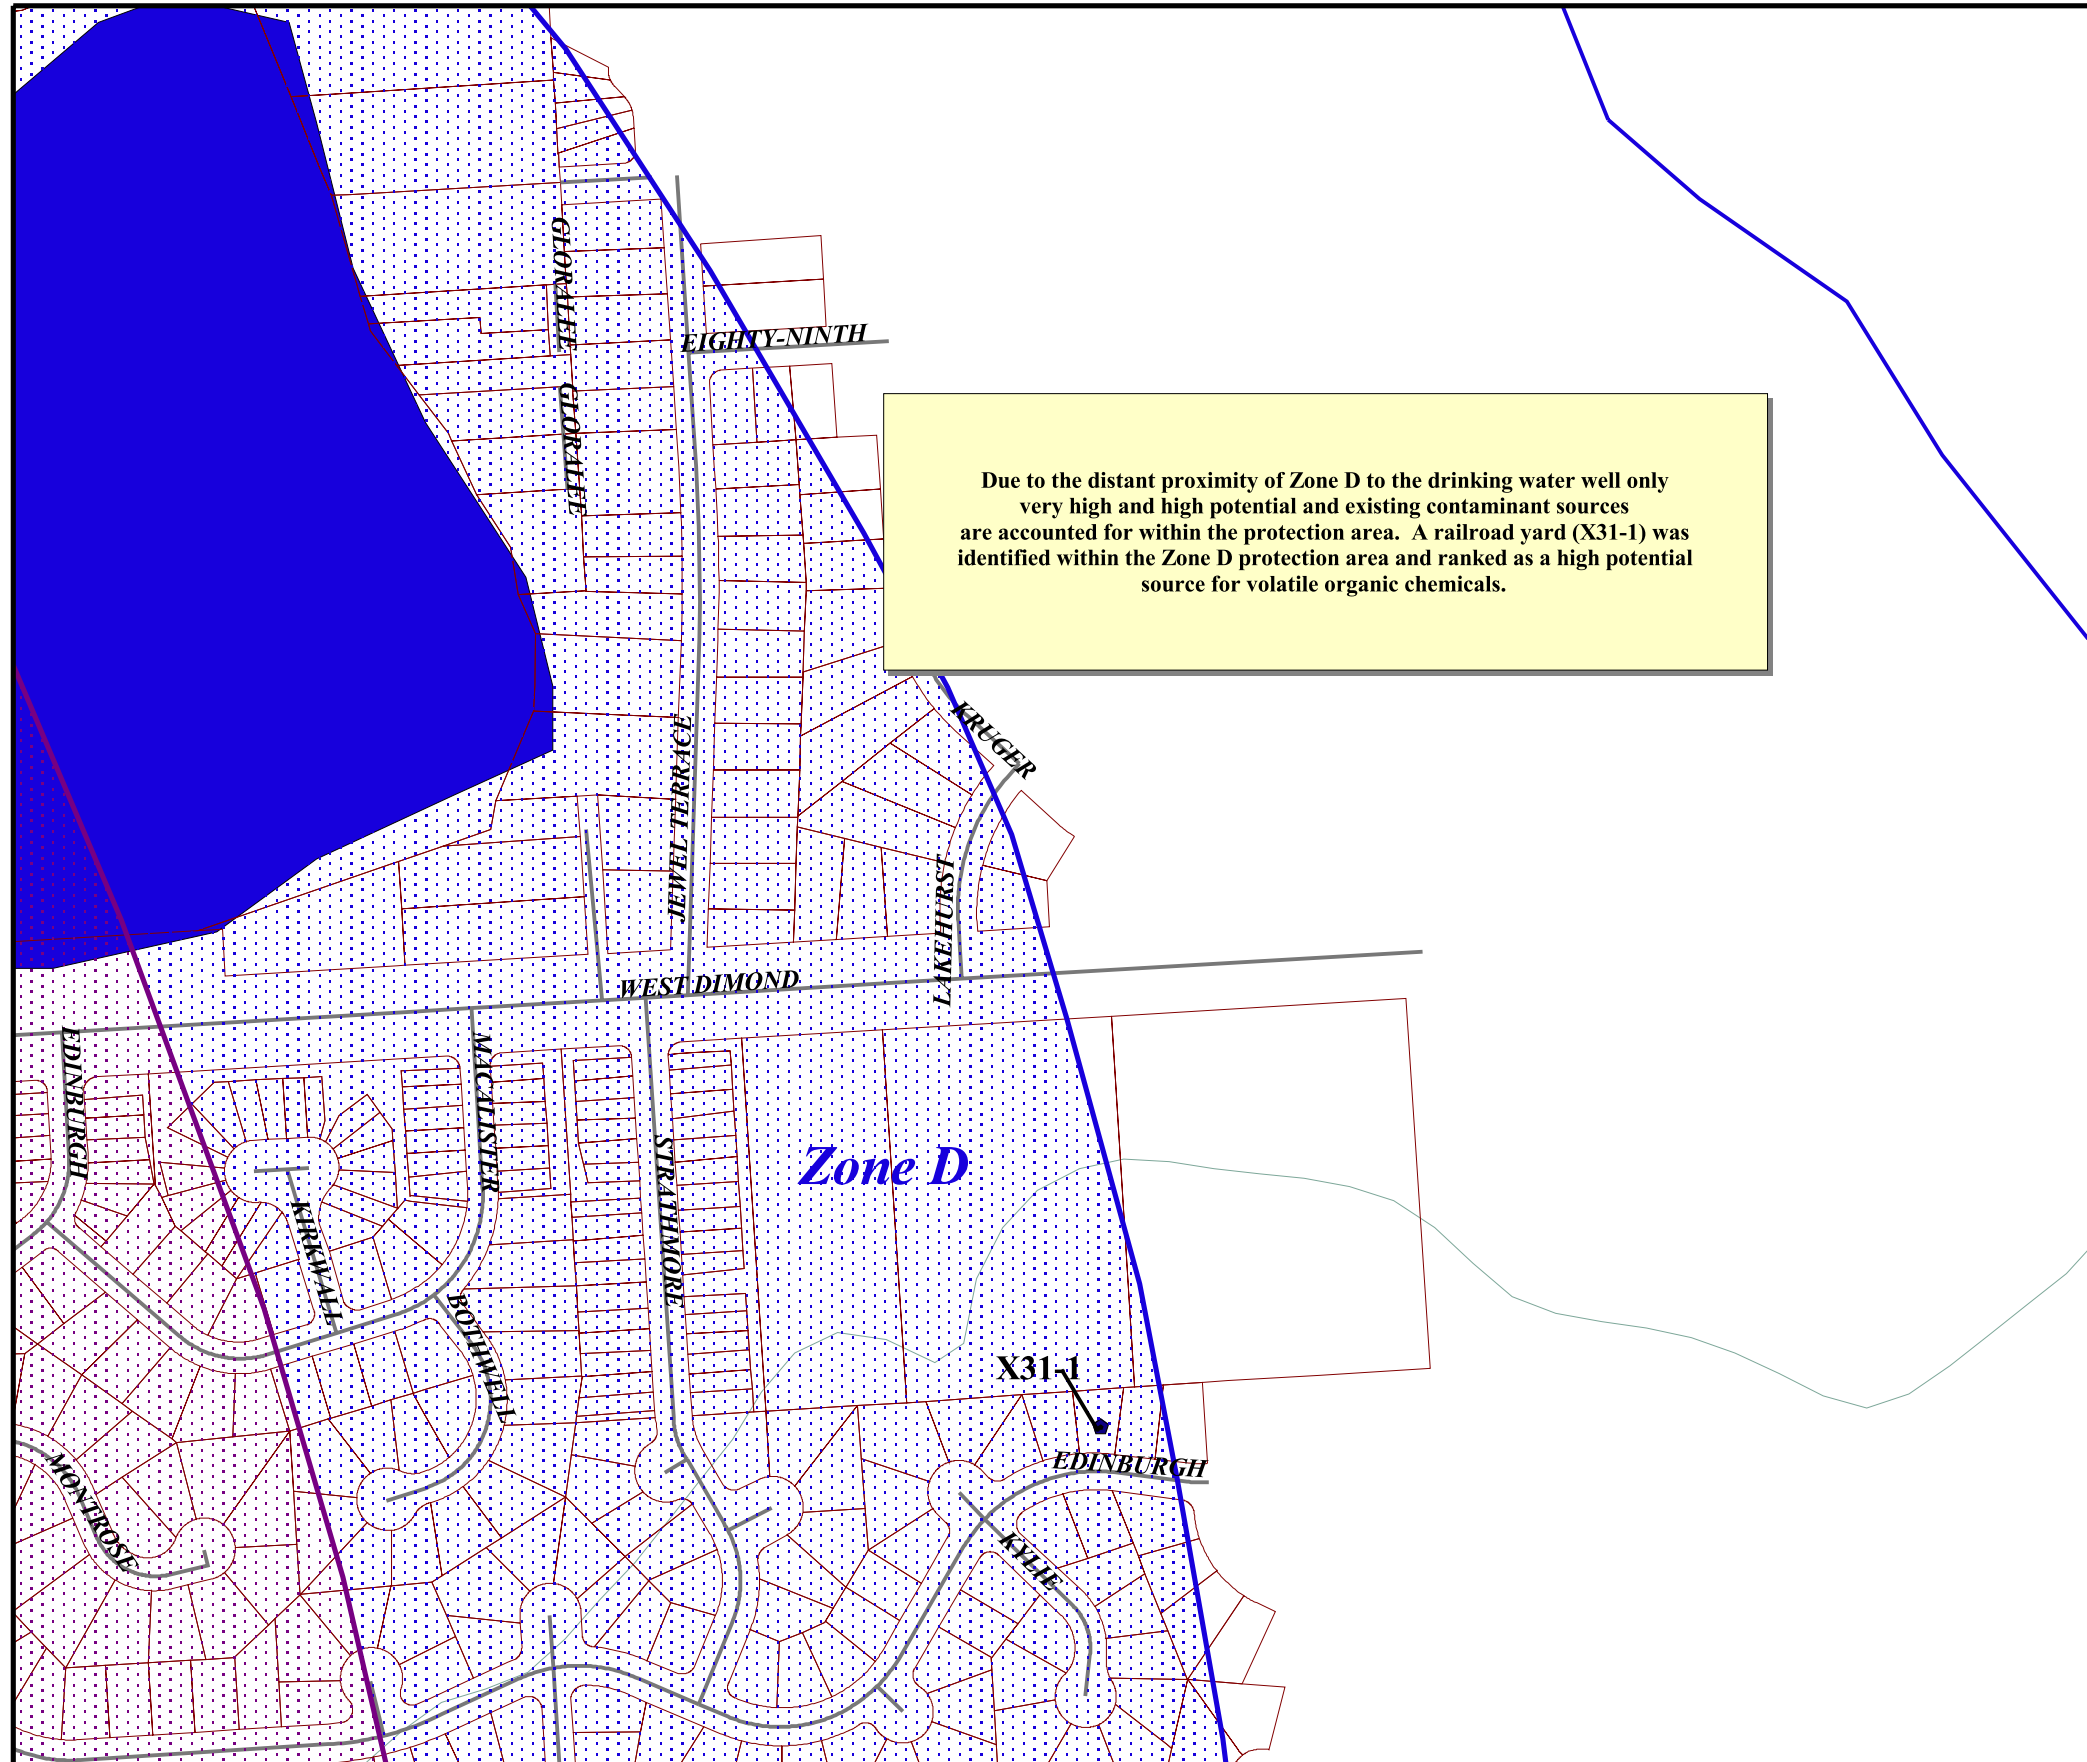 GLORALEE
EIGHTY-NINTH
GLORALEE
Due to the distant proximity of Zone D to the drinking water well only
very high and high potential and existing contaminant sources
are accounted for within the protection area.  A railroad yard (X31-1) was
identified within the Zone D protection area and ranked as a high potential
source for volatile organic chemicals.
KRUGER
JEWEL TERRACE
LAKEHURST
WEST DIMOND
EDINBURGH
MACALISTER
STRATHMORE
Zone D
KIRKWALL
BOTHWELL
X31-1
EDINBURGH
MONTROSE
KYLIE